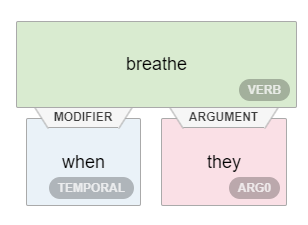 breathe
VERB
MODIFIER ARGUMENT
when they
TEMPORAL ARG0